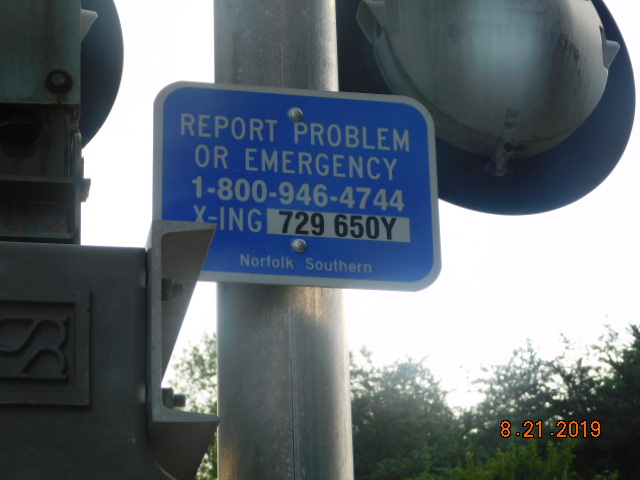 REPORT PROBLEM
OR EMERGENCY
1-800-946-4744
X-ING 729 650Y
Norfolk Southern
8.21.2019